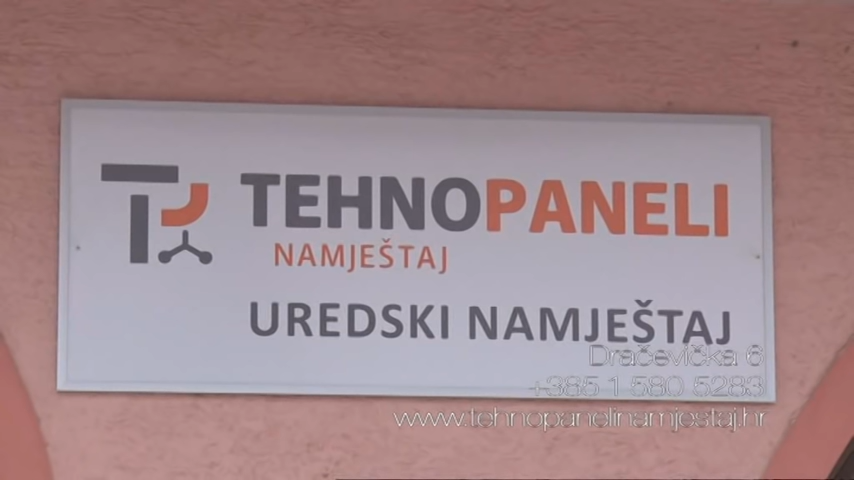 TEHNOPANELI
NAMJEŠTAJ
UREDSKI NAMJEŠTAJ
Dračevička 6
+385 1 580 5283
www.tehnopanelinamjestaj.hr